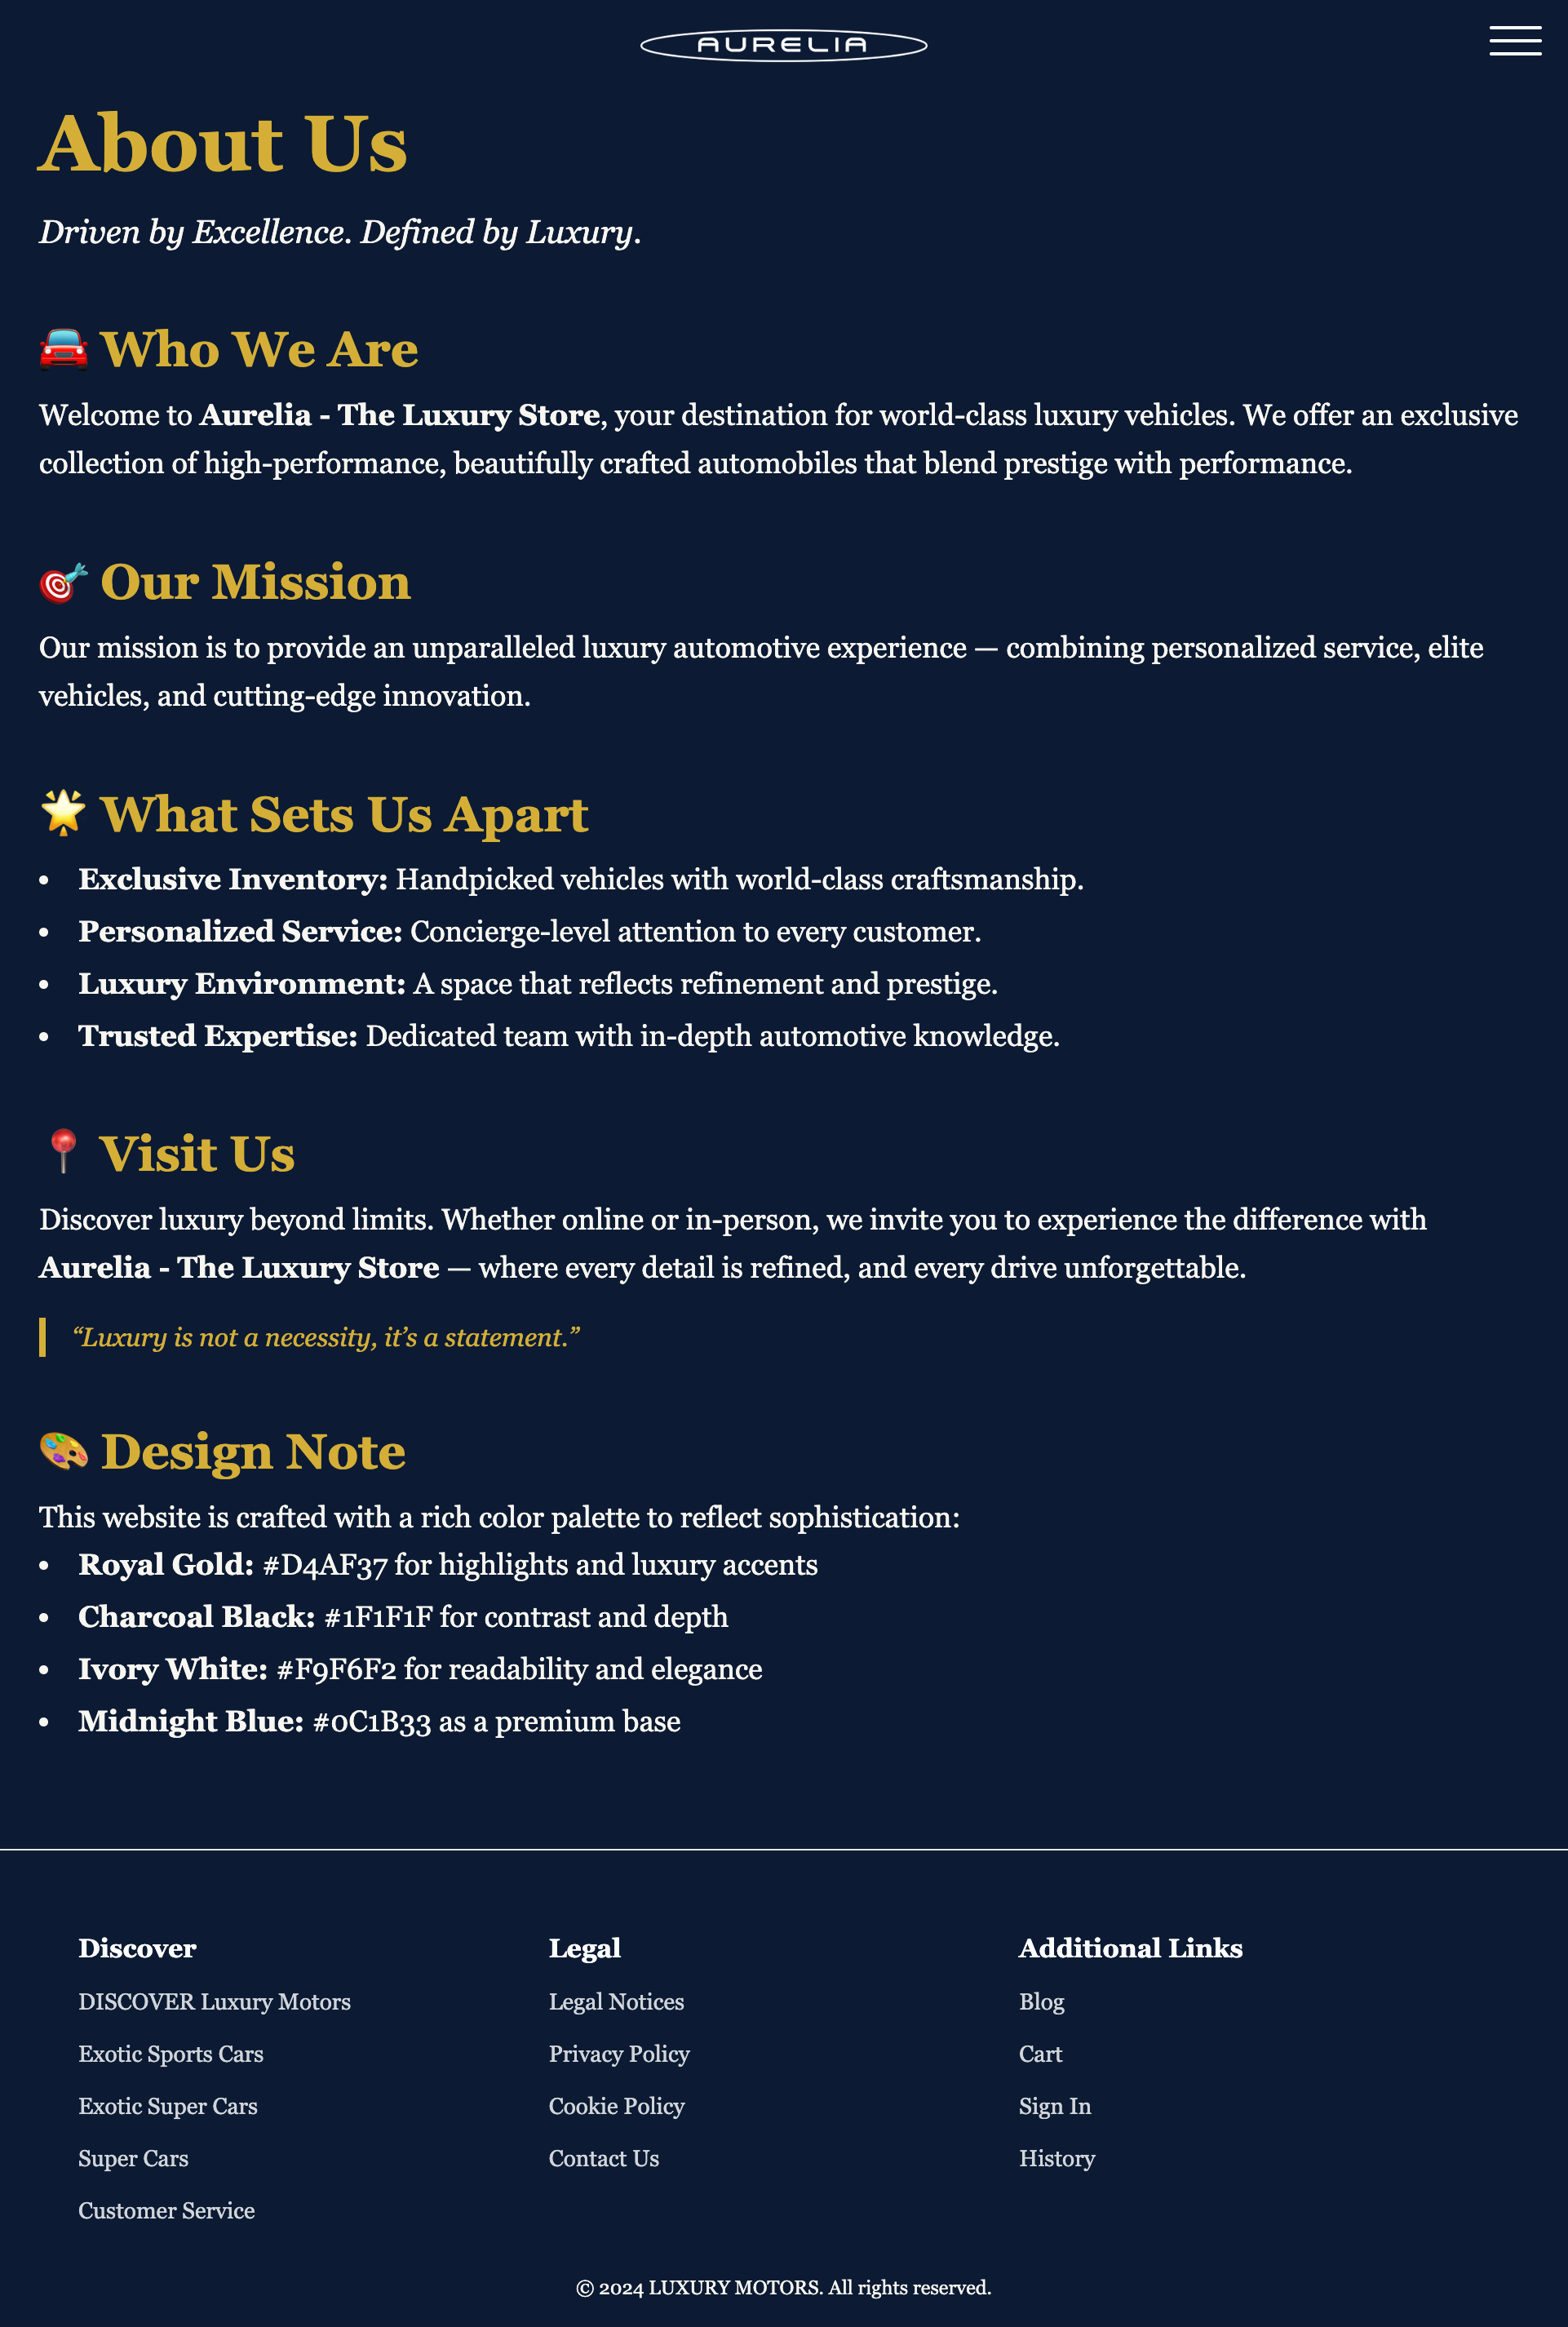 AURELIA
About Us
Driven by Excellence. Defined by Luxury.
🚘 Who We Are
Welcome to Aurelia - The Luxury Store, your destination for world-class luxury vehicles. We offer an exclusive
collection of high-performance, beautifully crafted automobiles that blend prestige with performance.
🎯 Our Mission
Our mission is to provide an unparalleled luxury automotive experience — combining personalized service, elite
vehicles, and cutting-edge innovation.
🌟 What Sets Us Apart
• Exclusive Inventory: Handpicked vehicles with world-class craftsmanship.
• Personalized Service: Concierge-level attention to every customer.
• Luxury Environment: A space that reflects refinement and prestige.
• Trusted Expertise: Dedicated team with in-depth automotive knowledge.
📍 Visit Us
Discover luxury beyond limits. Whether online or in-person, we invite you to experience the difference with
Aurelia - The Luxury Store — where every detail is refined, and every drive unforgettable.
“Luxury is not a necessity, it’s a statement.”
🎨 Design Note
This website is crafted with a rich color palette to reflect sophistication:
• Royal Gold: #D4AF37 for highlights and luxury accents
• Charcoal Black: #1F1F1F for contrast and depth
• Ivory White: #F9F6F2 for readability and elegance
• Midnight Blue: #0C1B33 as a premium base
Discover
DISCOVER Luxury Motors
Exotic Sports Cars
Exotic Super Cars
Super Cars
Customer Service
Legal
Legal Notices
Privacy Policy
Cookie Policy
Contact Us
Additional Links
Blog
Cart
Sign In
History
© 2024 LUXURY MOTORS. All rights reserved.